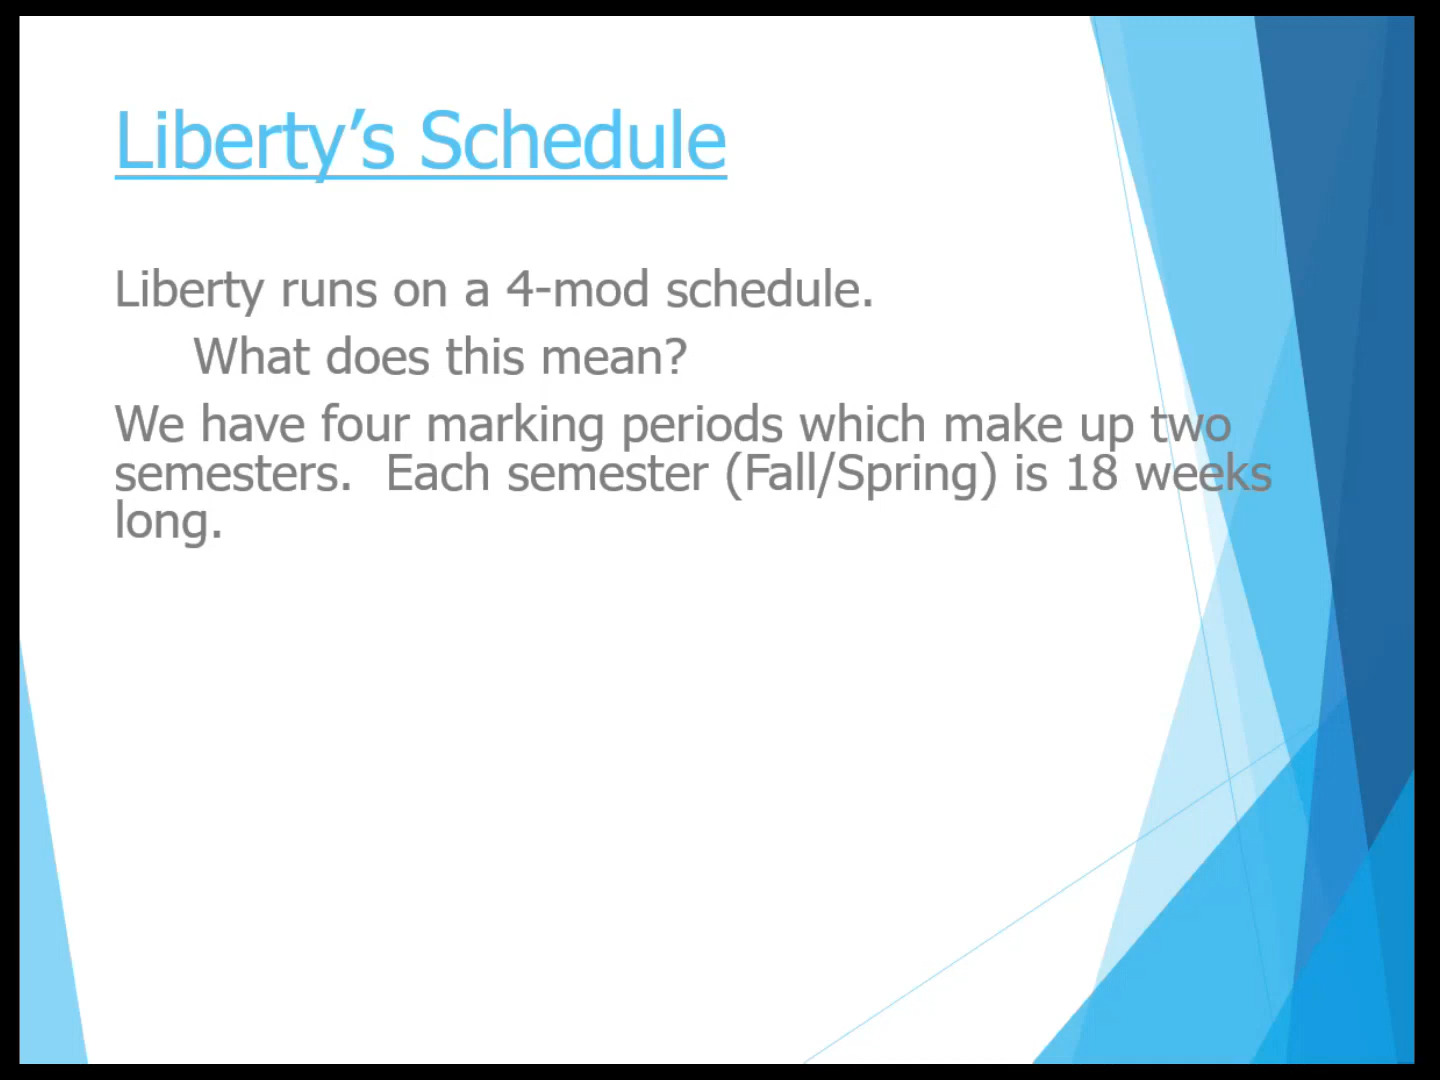 Liberty’s Schedule
Liberty runs on a 4-mod schedule.
What does this mean?
We have four marking periods which make up two
semesters.  Each semester (Fall/Spring) is 18 weeks
long.